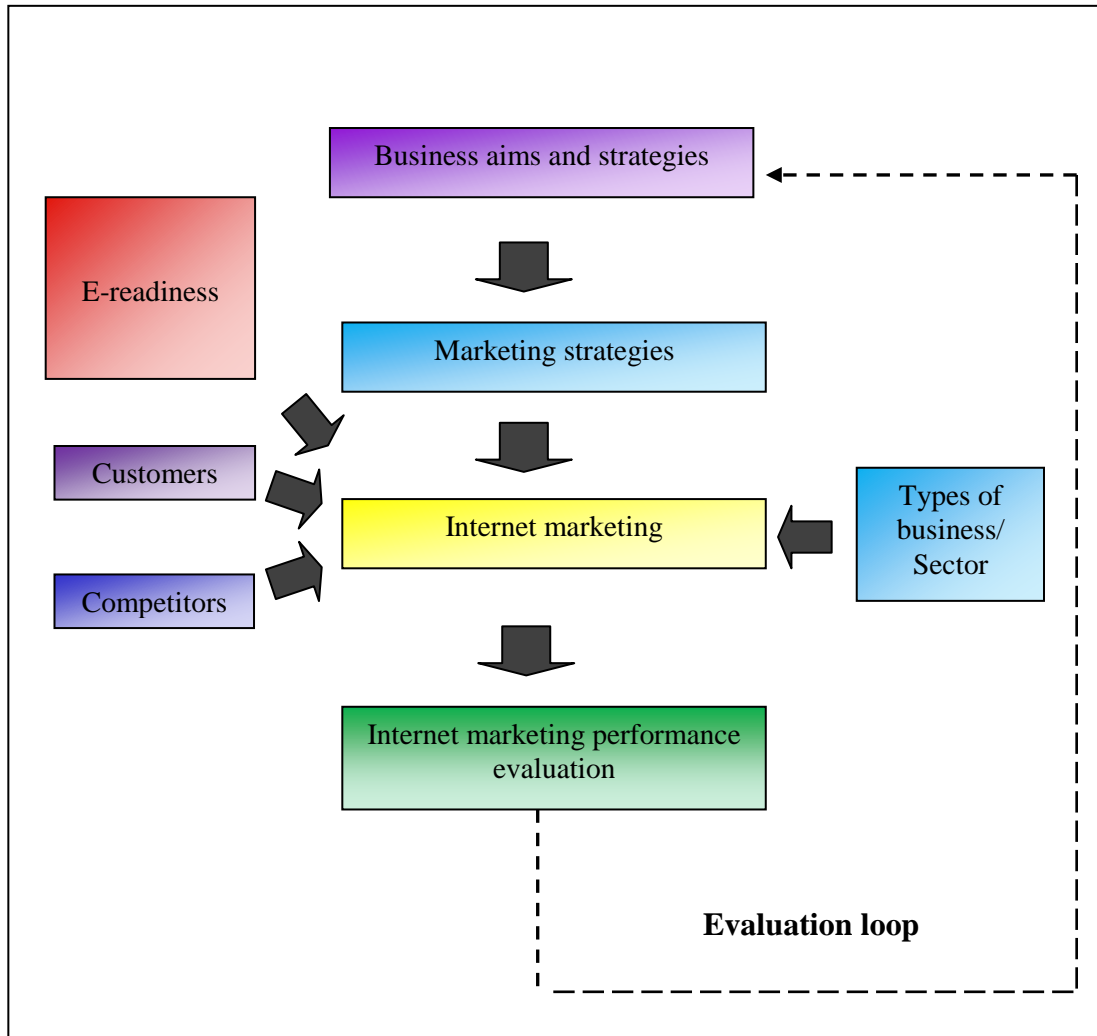 Business aims and strategies
E-readiness
Marketing strategies
Customers
Internet marketing
Types of
business/
Sector
Competitors
Internet marketing performance
evaluation
Evaluation loop